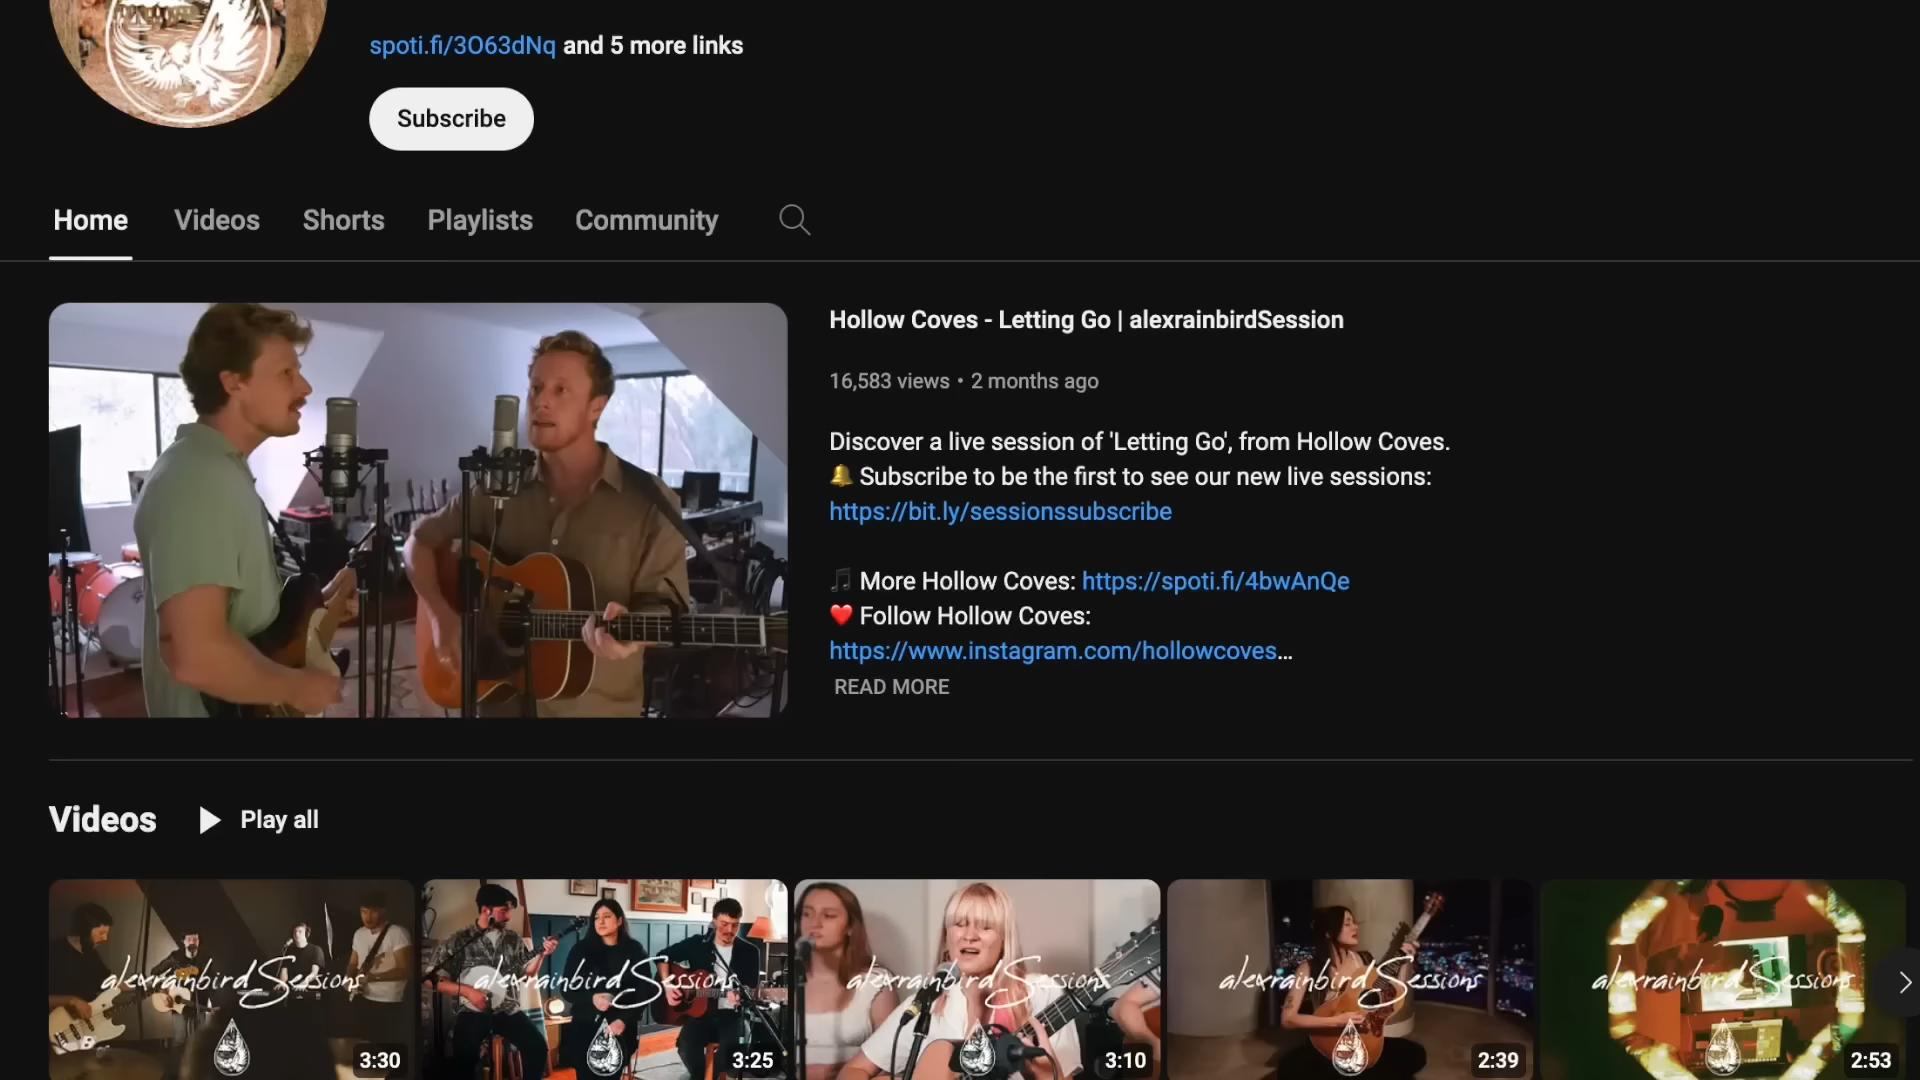 spoti.fi/3O63dNq and 5 more links
Subscribe
Home Videos Shorts Playlists Community
Hollow Coves - Letting Go | alexrainbirdSession
16,583 views • 2 months ago
Discover a live session of 'Letting Go', from Hollow Coves.
🔔 Subscribe to be the first to see our new live sessions:
https://bit.ly/sessionssubscribe
🎵 More Hollow Coves: https://spoti.fi/4bwAnQe
❤️ Follow Hollow Coves:
https://www.instagram.com/hollowcoves...
READ MORE
Videos Play all
alexrainbird Sessions alexrainbird Sessions alexrainbird Sessions alexrainbird Sessions alexrainbird Sessions
3:30 3:25 3:10 2:39 2:53